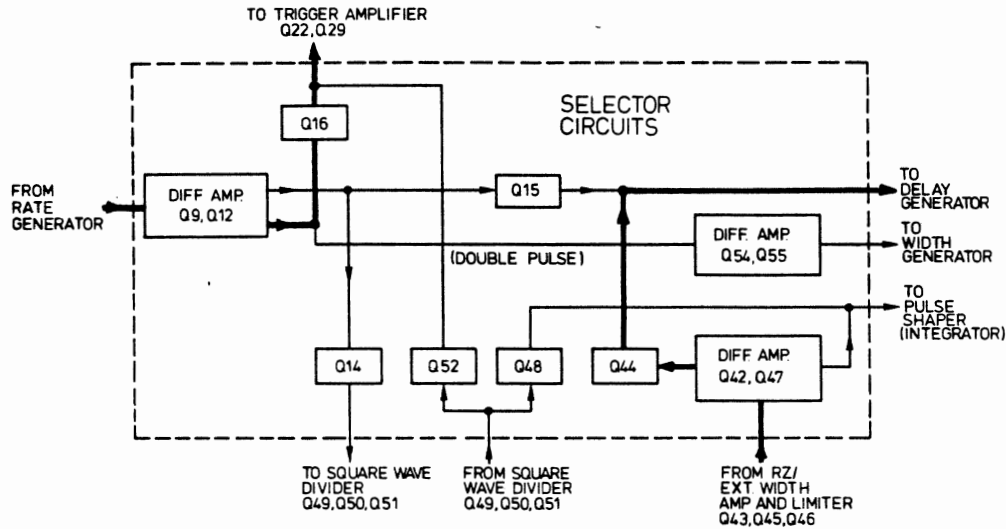 TO TRIGGER AMPLIFIER
Q22,Q29
SELECTOR
CIRCUITS
Q16
FROM
RATE
GENERATOR
DIFF. AMP.
Q9,Q12
Q15
TO
DELAY
GENERATOR
(DOUBLE PULSE)
DIFF. AMP.
Q54,Q55
TO
WIDTH
GENERATOR
TO
PULSE
SHAPER
(INTEGRATOR)
Q14
Q52
Q48
Q44
DIFF. AMP.
Q42,Q47
TO SQUARE WAVE
DIVIDER
Q49,Q50,Q51
FROM SQUARE
WAVE DIVIDER
Q49,Q50,Q51
FROM RZ/
EXT. WIDTH
AMP AND LIMITER
Q43,Q45,Q46